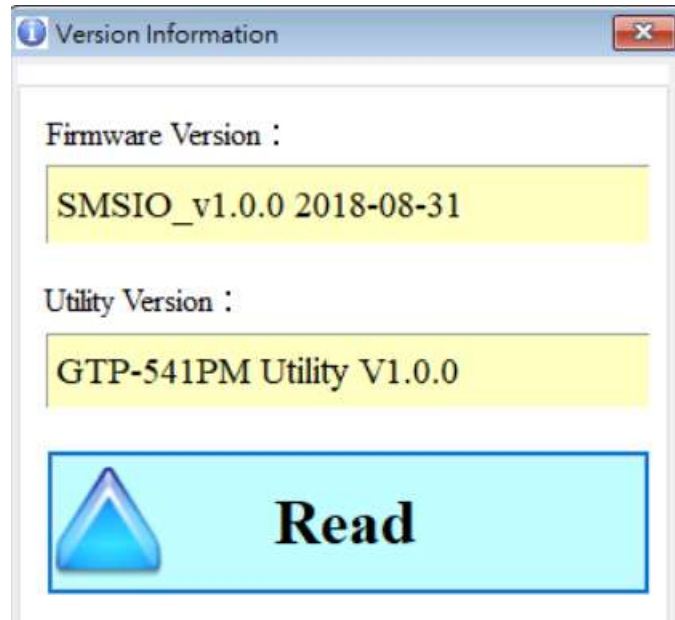 Version Information
Firmware Version：
SMSIO_v1.0.0 2018-08-31
Utility Version：
GTP-541PM Utility V1.0.0
Read